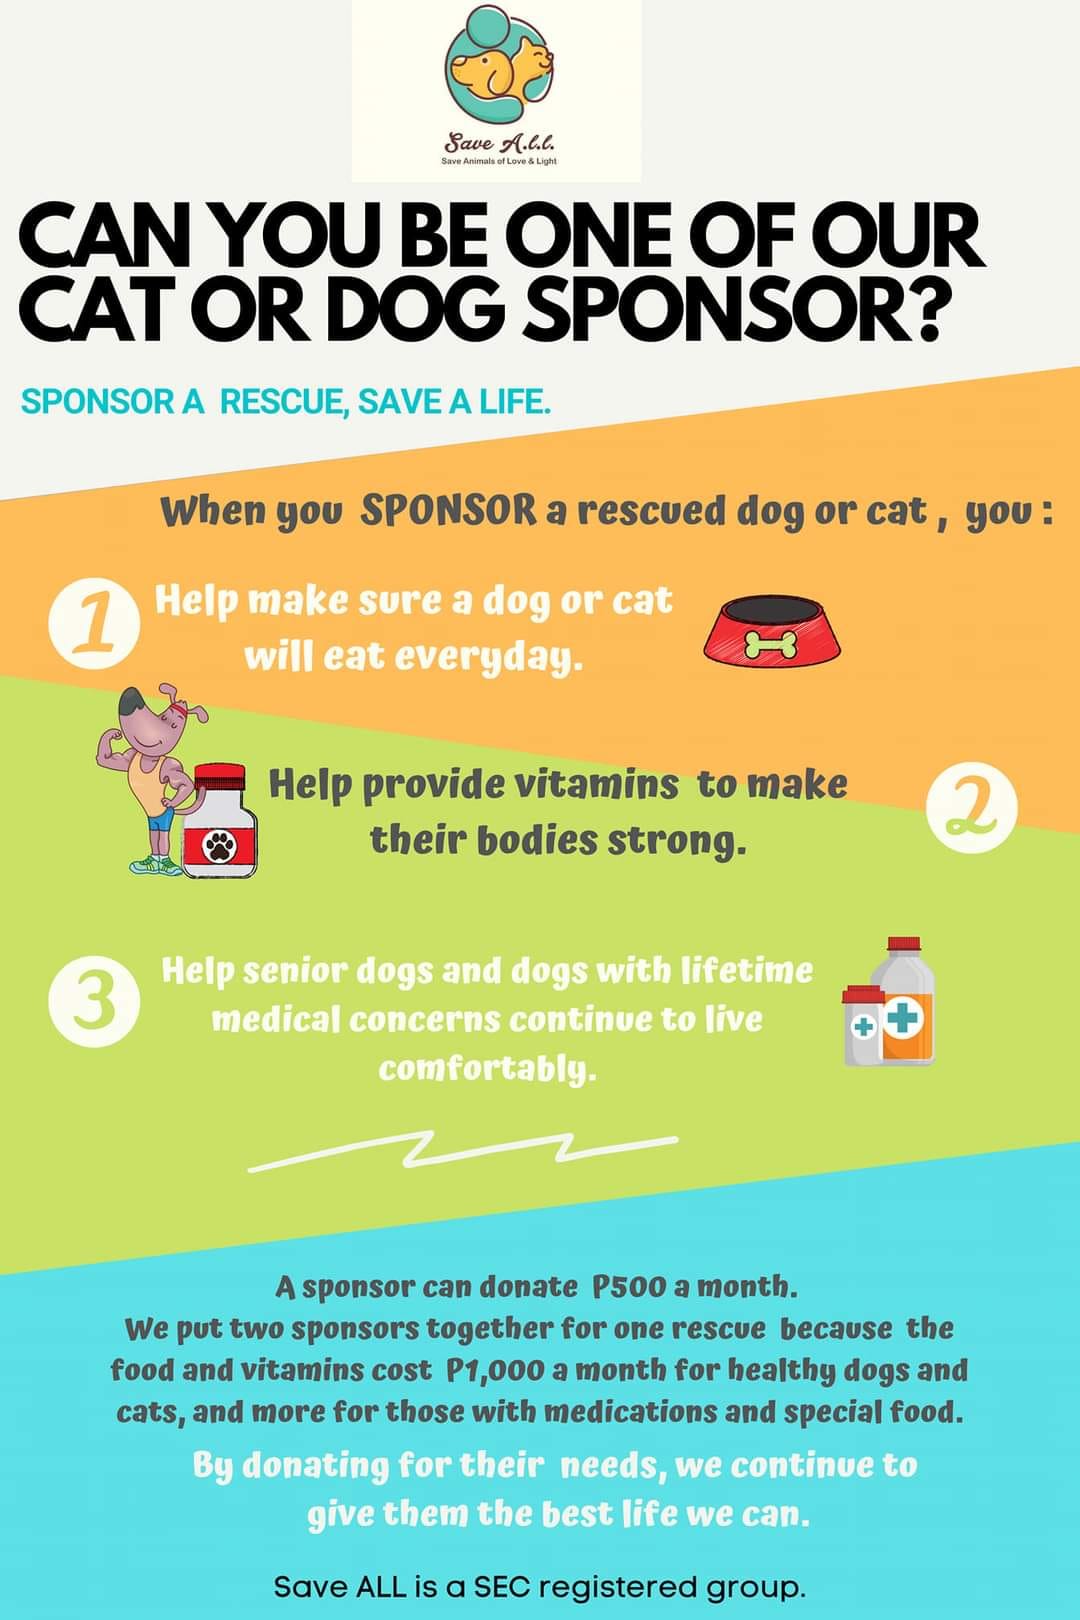 Save A.l.l.
Save Animals of Love & Light
CAN YOU BE ONE OF OUR
CAT OR DOG SPONSOR?
SPONSOR A RESCUE, SAVE A LIFE.
When you SPONSOR a rescued dog or cat , you :
1
Help make sure a dog or cat
will eat everyday.
Help provide vitamins to make
their bodies strong.
2
3
Help senior dogs and dogs with lifetime
medical concerns continue to live
comfortably.
A sponsor can donate P500 a month.
We put two sponsors together for one rescue because the
food and vitamins cost P1,000 a month for healthy dogs and
cats, and more for those with medications and special food.
By donating for their needs, we continue to
give them the best life we can.
Save ALL is a SEC registered group.